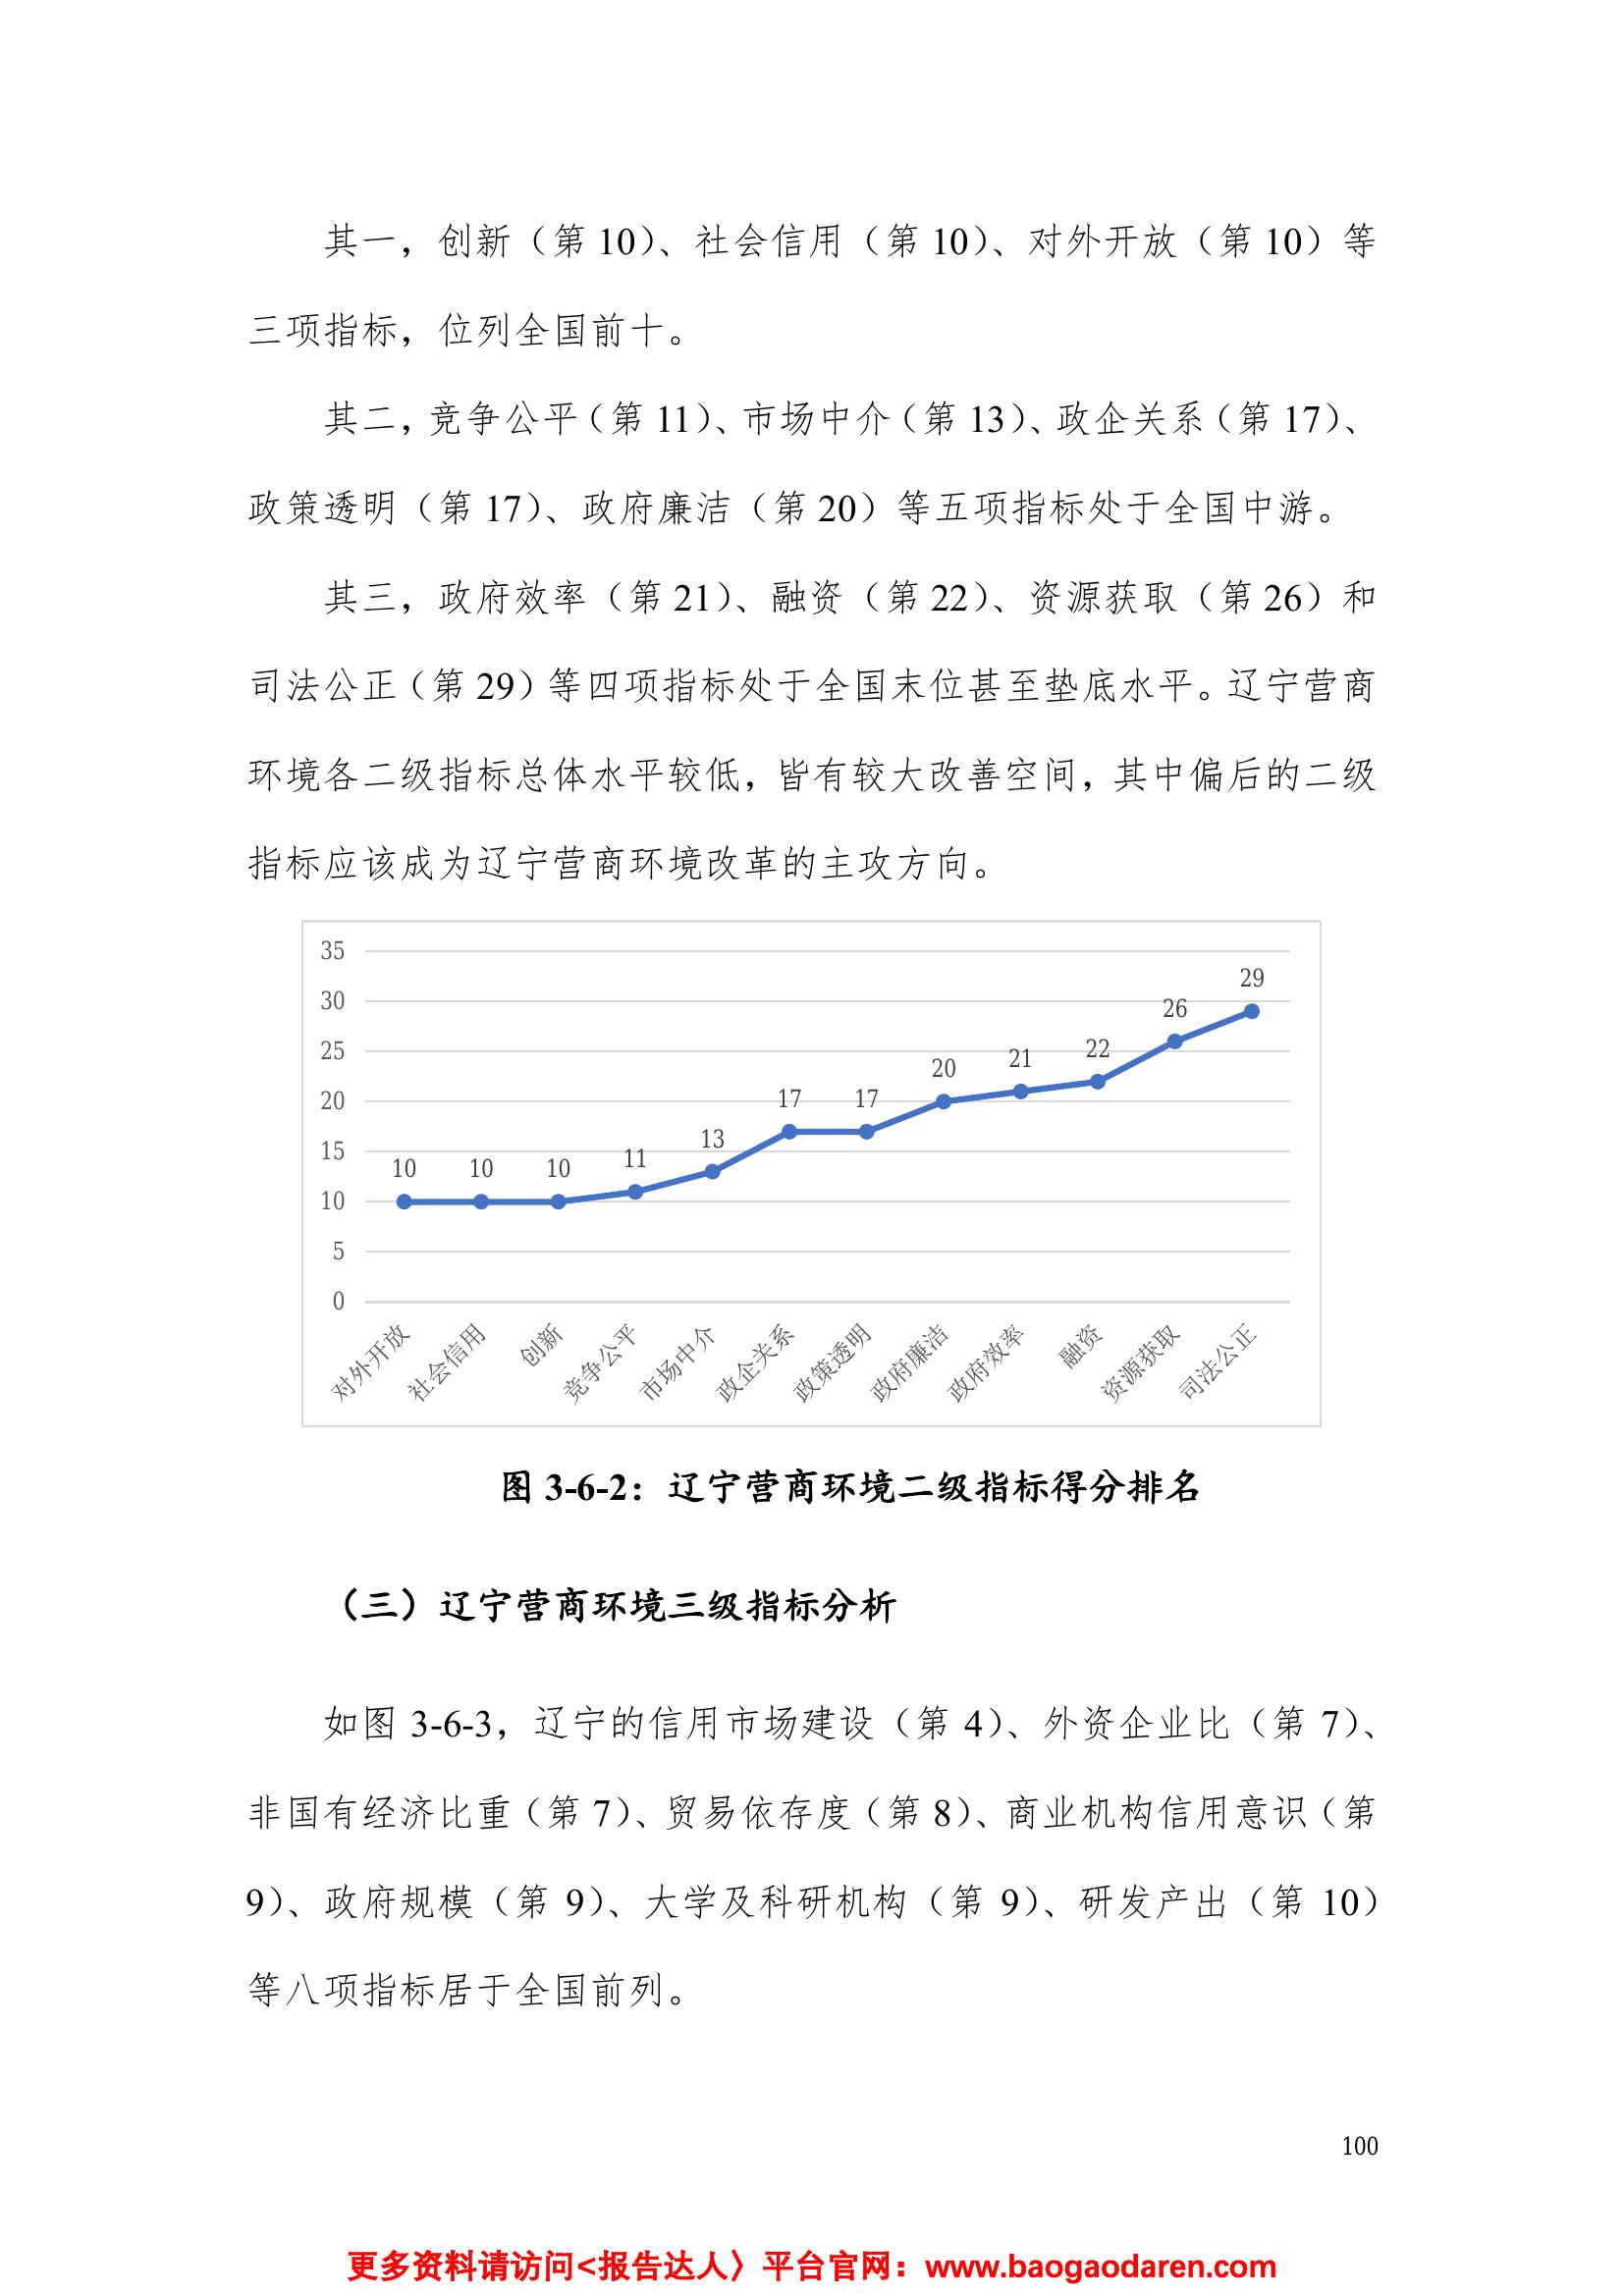 其一，创新（第 10）、社会信用（第 10）、对外开放（第 10）等
三项指标，位列全国前十。
其二，竞争公平（第 11）、市场中介（第 13）、政企关系（第 17）、
政策透明（第 17）、政府廉洁（第 20）等五项指标处于全国中游。
其三，政府效率（第 21）、融资（第 22）、资源获取（第 26）和
司法公正（第 29）等四项指标处于全国末位甚至垫底水平。辽宁营商
环境各二级指标总体水平较低，皆有较大改善空间，其中偏后的二级
指标应该成为辽宁营商环境改革的主攻方向。
35
30
25
20
15
10
5
0
10
10
10
11
13
17
17
20
21
22
26
29
对外开放
社会信用
创新
竞争公平
市场中介
政企关系
政策透明
政府廉洁
政府效率
融资
资源获取
司法公正
图 3-6-2：辽宁营商环境二级指标得分排名
（三）辽宁营商环境三级指标分析
如图 3-6-3，辽宁的信用市场建设（第 4）、外资企业比（第 7）、
非国有经济比重（第 7）、贸易依存度（第 8）、商业机构信用意识（第
9）、政府规模（第 9）、大学及科研机构（第 9）、研发产出（第 10）
等八项指标居于全国前列。
100
更多资料请访问<报告达人〉平台官网：www.baogaodaren.com